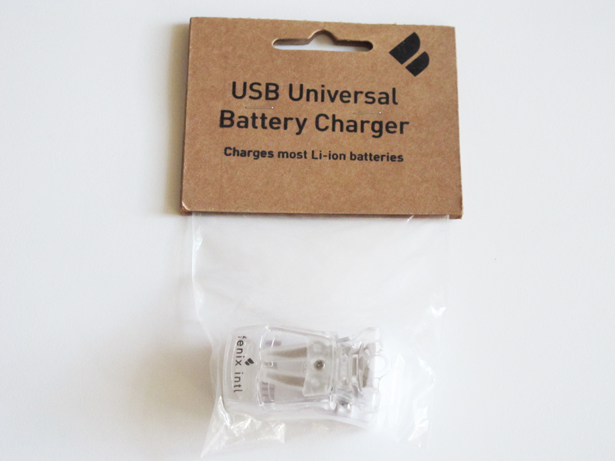 USB Universal
Battery Charger
Charges most Li-ion batteries
fenix intl